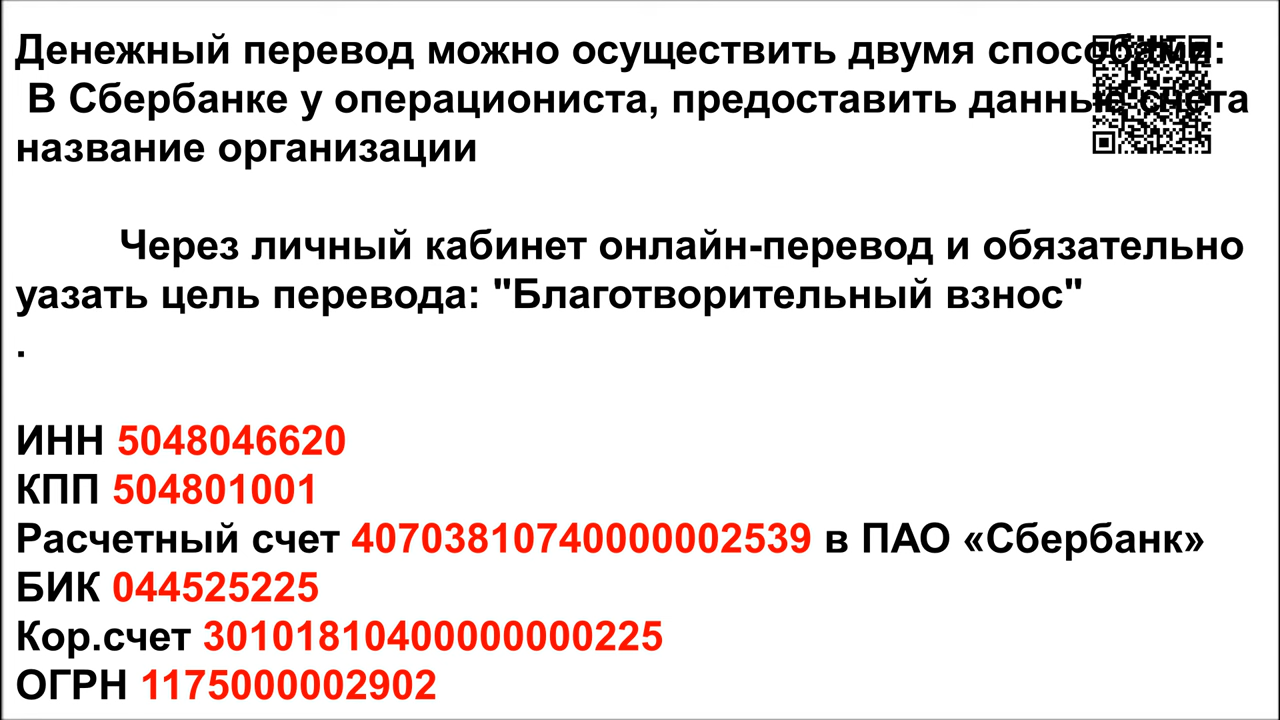 Денежный перевод можно осуществить двумя способами:
В Сбербанке у операциониста, предоставить данные счета
название организации
Через личный кабинет онлайн-перевод и обязательно
уазать цель перевода: "Благотворительный взнос"
.
ИНН 5048046620
КПП 504801001
Расчетный счет 40703810740000002539 в ПАО «Сбербанк»
БИК 044525225
Кор.счет 30101810400000000225
ОГРН 1175000002902